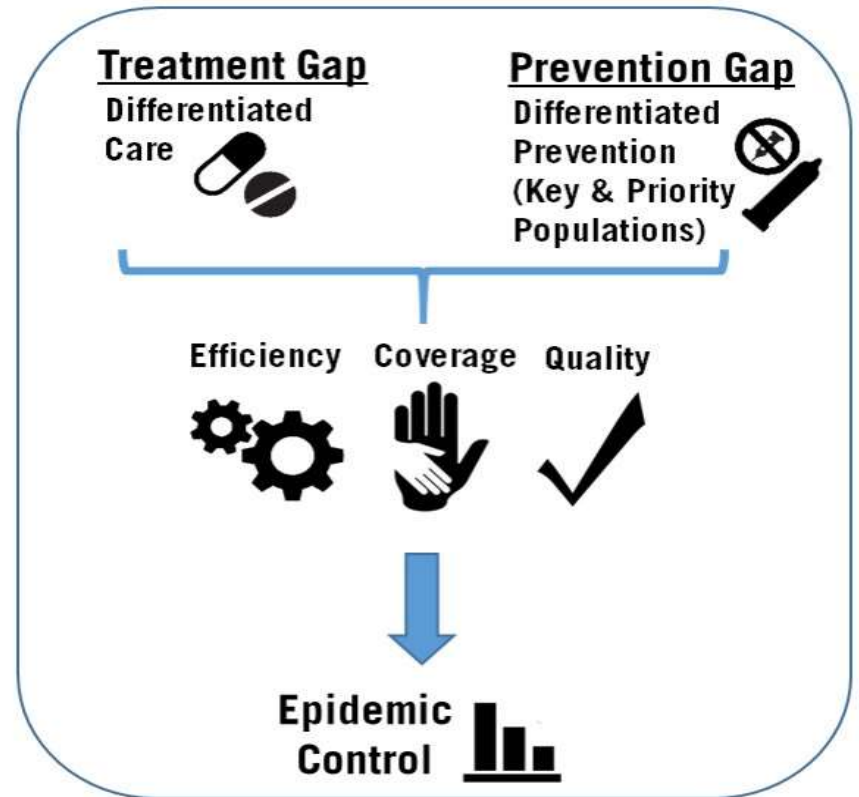 Treatment Gap
Differentiated
Care
Prevention Gap
Differentiated
Prevention
(Key & Priority
Populations)
Efficiency
Coverage
Quality
Epidemic
Control